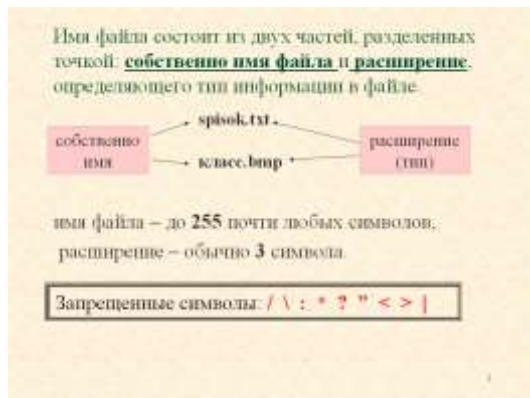 Имя файла состоит из двух частей, разделенных
точкой: собственно имя файла и расширение,
определяющего тип информации в файле.
spisok.txt
собственно
имя
расширение
(тип)
класс.bmp
имя файла – до 255 почти любых символов,
расширение – обычно 3 символа.
Запрещенные символы: / \ : * ? ” < > |